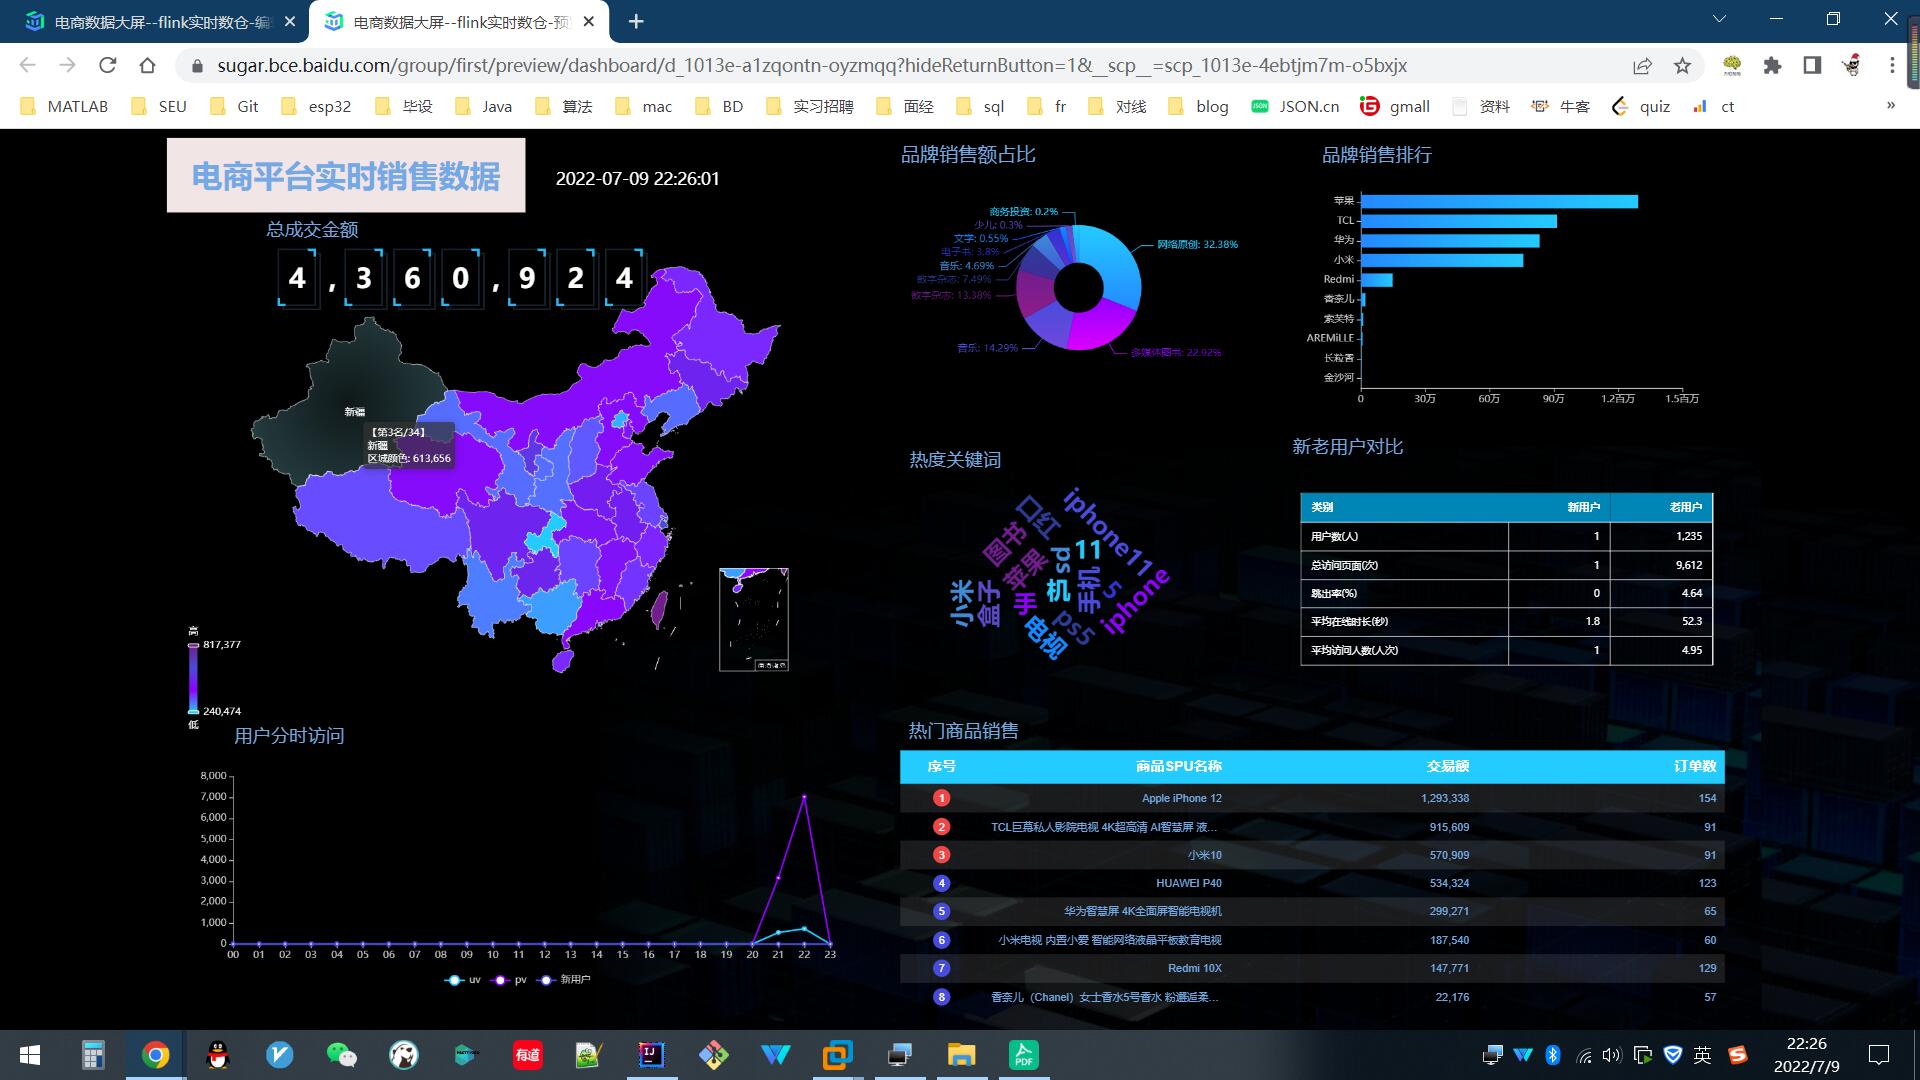 电商数据大屏--flink实时数仓-编
电商数据大屏--flink实时数仓-预
sugar.bce.baidu.com/group/first/preview/dashboard/d_1013e-a1zqontn-oyzmqq?hideReturnButton=1&__scp__=scp_1013e-4ebtjm7m-o5bxjx
MATLAB SEU Git esp32 毕设 Java 算法 mac BD 实习招聘 面经 sql fr 对线 blog JSON.cn gmall 资料 牛客 quiz ct »
电商平台实时销售数据
2022-07-09 22:26:01
总成交金额
4,360,924
新疆
【第3名/34】
新疆
区域颜色: 613,656
高
817,377
240,474
低
南海诸岛
品牌销售额占比
商务投资: 0.2%
少儿: 0.3%
文学: 0.55%
电子书: 3.8%
音乐: 4.69%
数字杂志: 7.49%
数字杂志: 13.38%
音乐: 14.29%
网络原创: 32.38%
多媒体图书: 22.92%
品牌销售排行
苹果
TCL
华为
小米
Redmi
香奈儿
索芙特
AREMiLLE
长粒香
金沙河
0 30万 60万 90万 1.2百万 1.5百万
热度关键词
口红
iphone11
图书
苹果
ps5
11
小米
盒子
手
机
手机
5
iphone
ps5
电视
新老用户对比
类别 新用户 老用户
用户数(人) 1 1,235
总访问页面(次) 1 9,612
跳出率(%) 0 4.64
平均在线时长(秒) 1.8 52.3
平均访问人数(人次) 1 4.95
用户分时访问
8,000
7,000
6,000
5,000
4,000
3,000
2,000
1,000
0
00 01 02 03 04 05 06 07 08 09 10 11 12 13 14 15 16 17 18 19 20 21 22 23
uv pv 新用户
热门商品销售
序号 商品SPU名称 交易额 订单数
1 Apple iPhone 12 1,293,338 154
2 TCL巨幕私人影院电视 4K超高清 AI智慧屏 液... 915,609 91
3 小米10 570,909 91
4 HUAWEI P40 534,324 123
5 华为智慧屏 4K全面屏智能电视机 299,271 65
6 小米电视 内置小爱 智能网络液晶平板教育电视 187,540 60
7 Redmi 10X 147,771 129
8 香奈儿（Chanel）女士香水5号香水 粉邂逅柔... 22,176 57
有道
IJ
PDF
英
22:26
2022/7/9